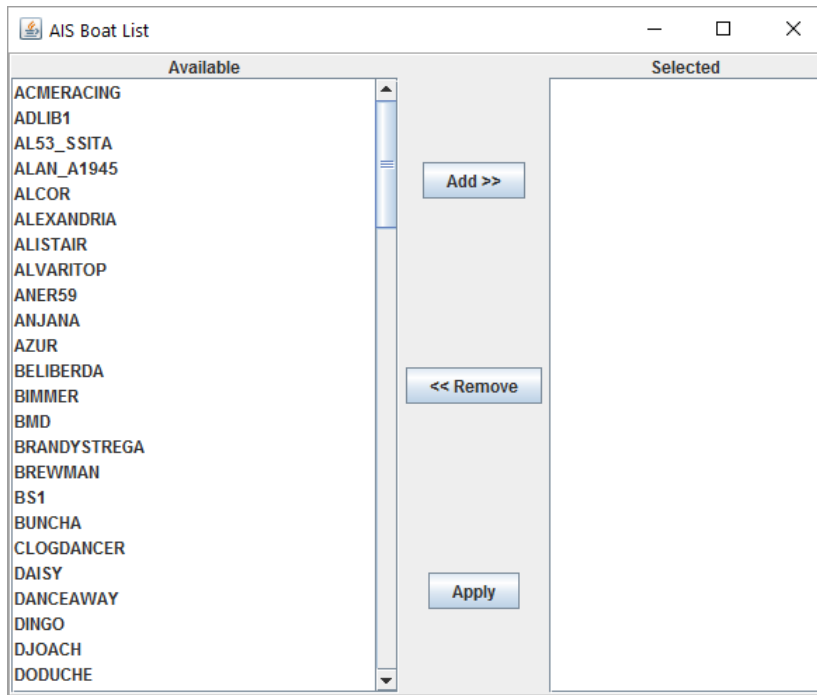 AIS Boat List
Available
ACMERACING
ADLIB1
AL53_SSITA
ALAN_A1945
ALCOR
ALEXANDRIA
ALISTAIR
ALVARITOP
ANER59
ANJANA
AZUR
BELIBERDA
BIMMER
BMD
BRANDYSTREGA
BREWMAN
BS1
BUNCHA
CLOGDANCER
DAISY
DANCEAWAY
DINGO
DJOACH
DODUCHE
Add >>
<< Remove
Apply
Selected